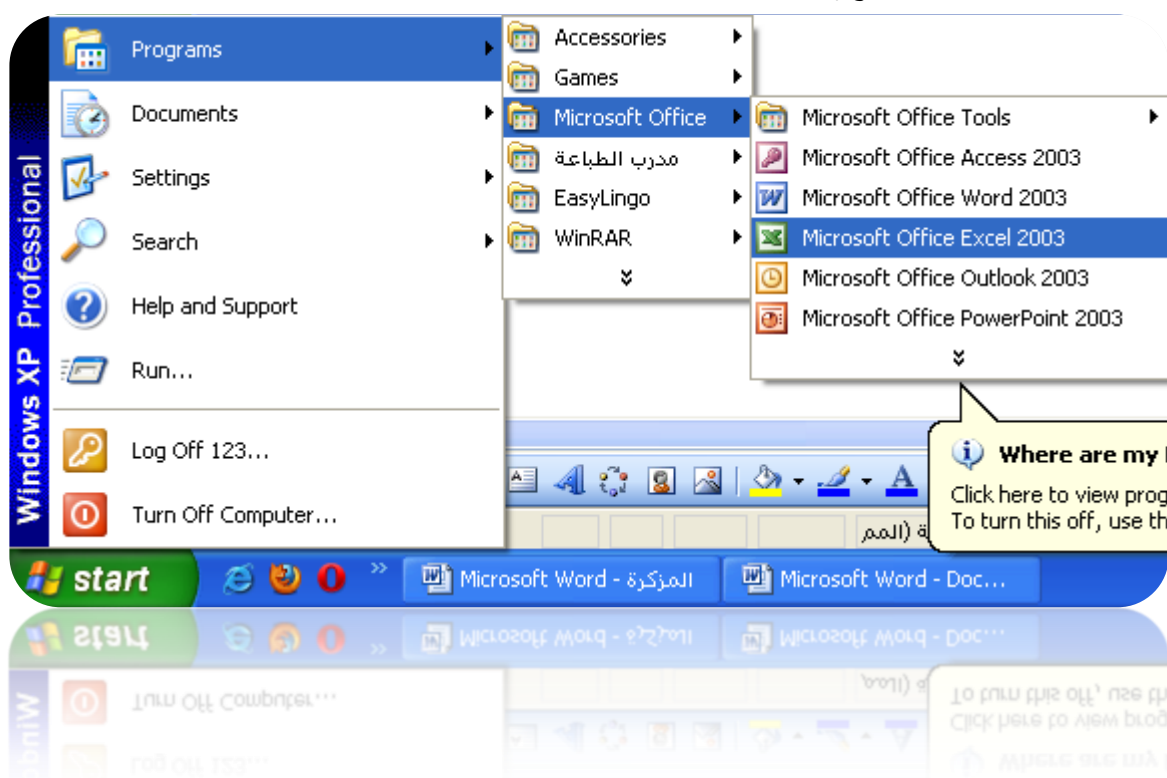 Windows XP Professional
Programs
Documents
Settings
Search
Help and Support
Run...
Log Off 123...
Turn Off Computer...
Accessories
Games
Microsoft Office
مدرب الطباعة
EasyLingo
WinRAR
Microsoft Office Tools
Microsoft Office Access 2003
Microsoft Office Word 2003
Microsoft Office Excel 2003
Microsoft Office Outlook 2003
Microsoft Office PowerPoint 2003
Where are my
Click here to view prog
To turn this off, use th
ة (المم
start
Microsoft Word - المزكرة
Microsoft Word - Doc...